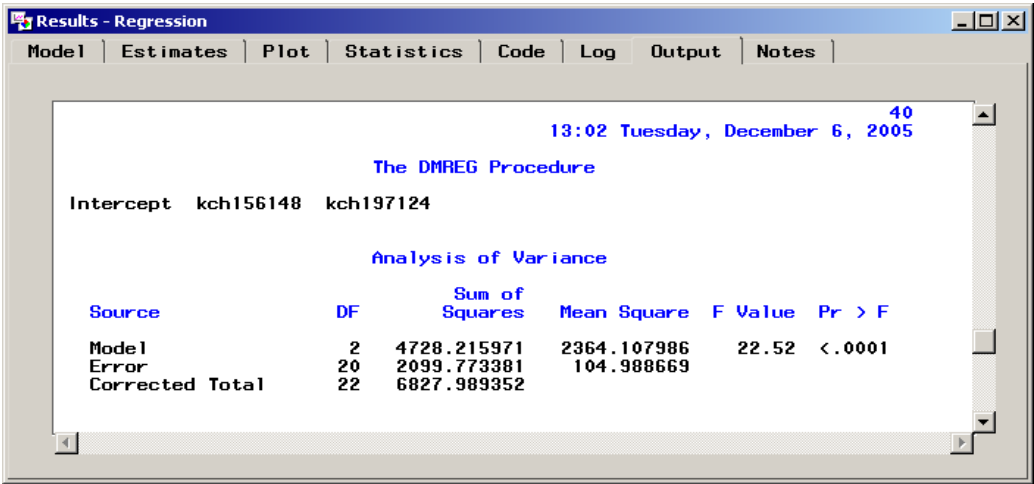 Results - Regression
Model Estimates Plot Statistics Code Log Output Notes
40
13:02 Tuesday, December 6, 2005
The DMREG Procedure
Intercept kch156148 kch197124
Analysis of Variance
Sum of
Source DF Squares Mean Square F Value Pr > F
Model 2 4728.215971 2364.107986 22.52 <.0001
Error 20 2099.773381 104.988669
Corrected Total 22 6827.989352